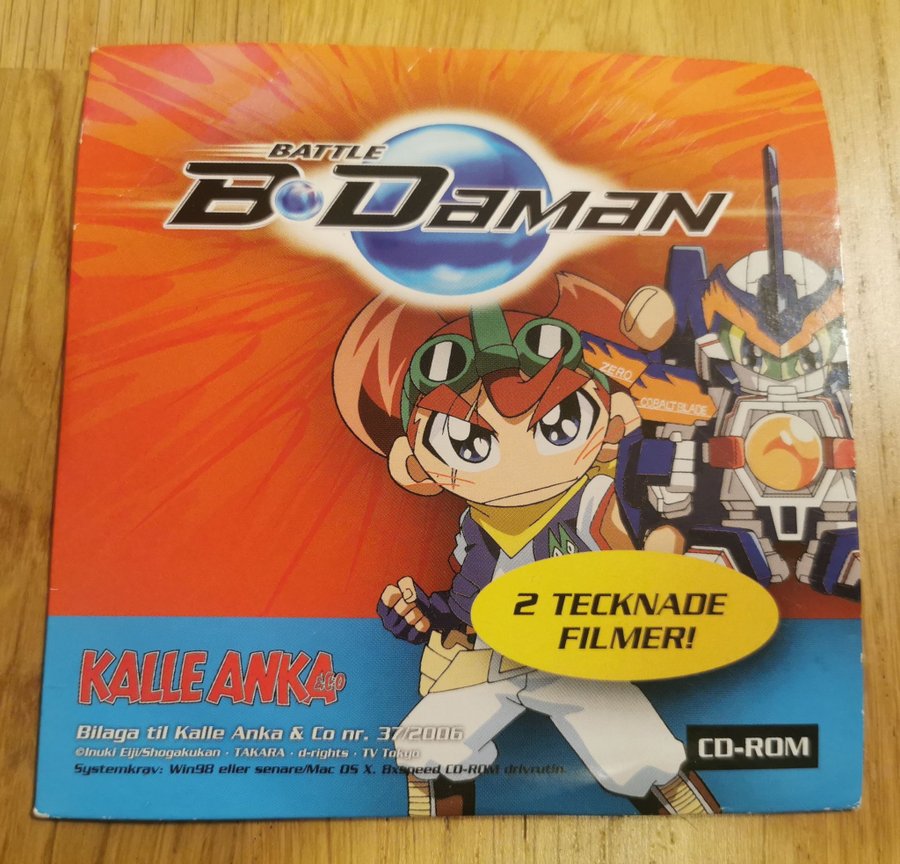 BATTLE
B-DAMAN
ZERO
COBALT BLADE
2 TECKNADE
FILMER!
KALLE ANKA &CO
Bilaga til Kalle Anka & Co nr. 37/2006
©Inuki Eiji/Shogakukan · TAKARA · d-rights · TV Tokyo
Systemkrav: Win98 eller senare/Mac OS X. 8xspeed CD-ROM drivrutin
CD-ROM